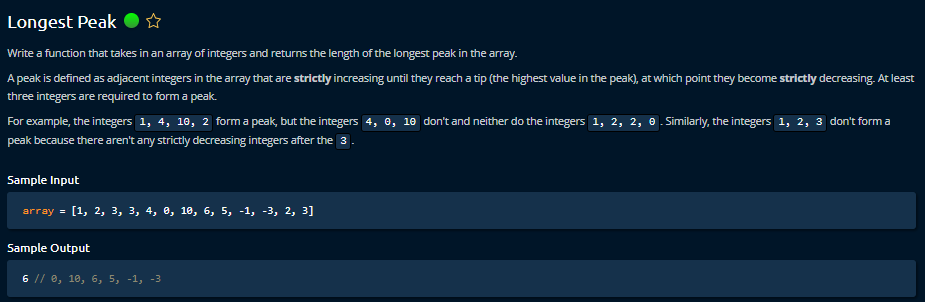 Longest Peak
Write a function that takes in an array of integers and returns the length of the longest peak in the array.
A peak is defined as adjacent integers in the array that are strictly increasing until they reach a tip (the highest value in the peak), at which point they become strictly decreasing. At least
three integers are required to form a peak.
For example, the integers 1, 4, 10, 2 form a peak, but the integers 4, 0, 10 don't and neither do the integers 1, 2, 2, 0. Similarly, the integers 1, 2, 3 don't form a
peak because there aren't any strictly decreasing integers after the 3.
Sample Input
array = [1, 2, 3, 3, 4, 0, 10, 6, 5, -1, -3, 2, 3]
Sample Output
6 // 0, 10, 6, 5, -1, -3